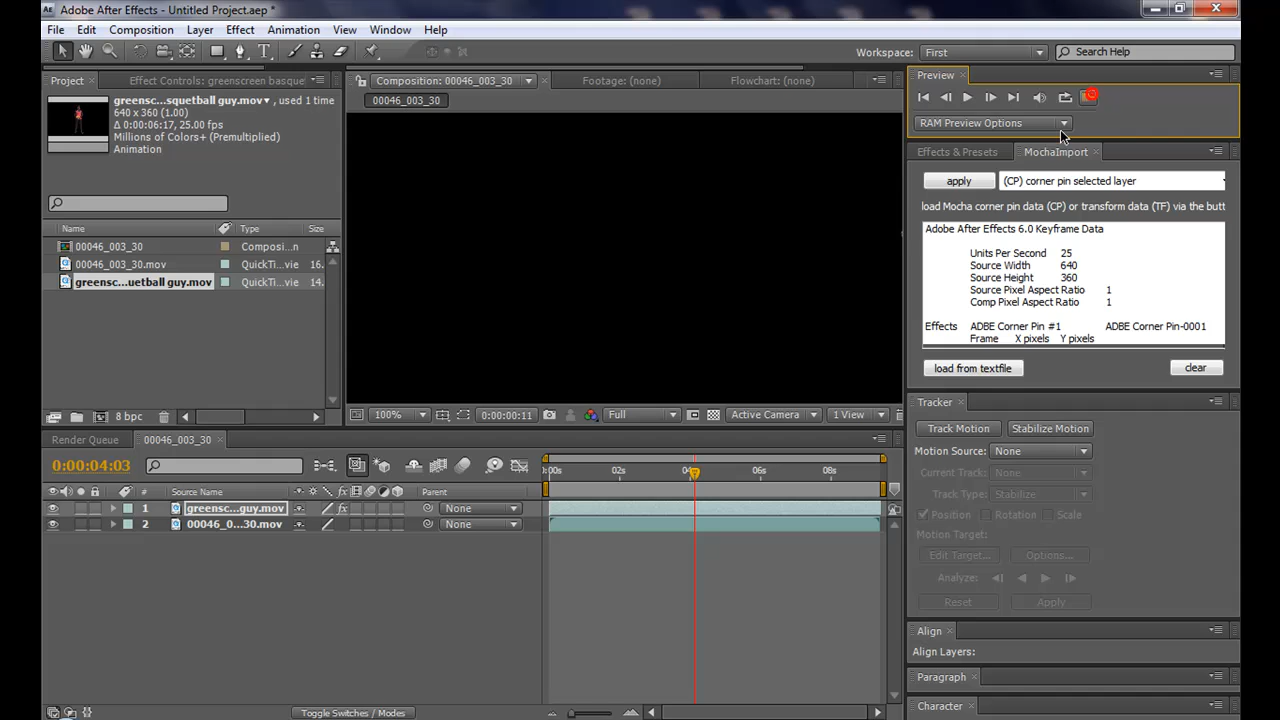 Adobe After Effects - Untitled Project.aep *
File Edit Composition Layer Effect Animation View Window Help
Workspace: First Search Help
Project Effect Controls: greenscreen basque
greensc...squetball guy.mov▾, used 1 time
640 x 360 (1.00)
Δ 0:00:06:17, 25.00 fps
Millions of Colors+ (Premultiplied)
Animation
Name Type Size
00046_003_30 Composi...n
00046_003_30.mov QuickTi...vie 16.
greensc...uetball guy.mov QuickTi...vie 14.
8 bpc
Composition: 00046_003_30 Footage: (none) Flowchart: (none)
00046_003_30
100% 0:00:00:11 Full Active Camera 1 View
Preview
RAM Preview Options
Effects & Presets MochaImport
apply (CP) corner pin selected layer
load Mocha corner pin data (CP) or transform data (TF) via the butt
Adobe After Effects 6.0 Keyframe Data
Units Per Second 25
Source Width 640
Source Height 360
Source Pixel Aspect Ratio 1
Comp Pixel Aspect Ratio 1
Effects ADBE Corner Pin #1 ADBE Corner Pin-0001
Frame X pixels Y pixels
load from textfile clear
Tracker
Track Motion Stabilize Motion
Motion Source: None
Current Track: None
Track Type: Stabilize
Position Rotation Scale
Motion Target:
Edit Target... Options...
Analyze:
Reset Apply
Align
Align Layers:
Paragraph
Character
Render Queue 00046_003_30
0:00:04:03
:00s 02s 04s 06s 08s
# Source Name Parent
1 greensc...guy.mov None
2 00046_0...30.mov None
Toggle Switches / Modes